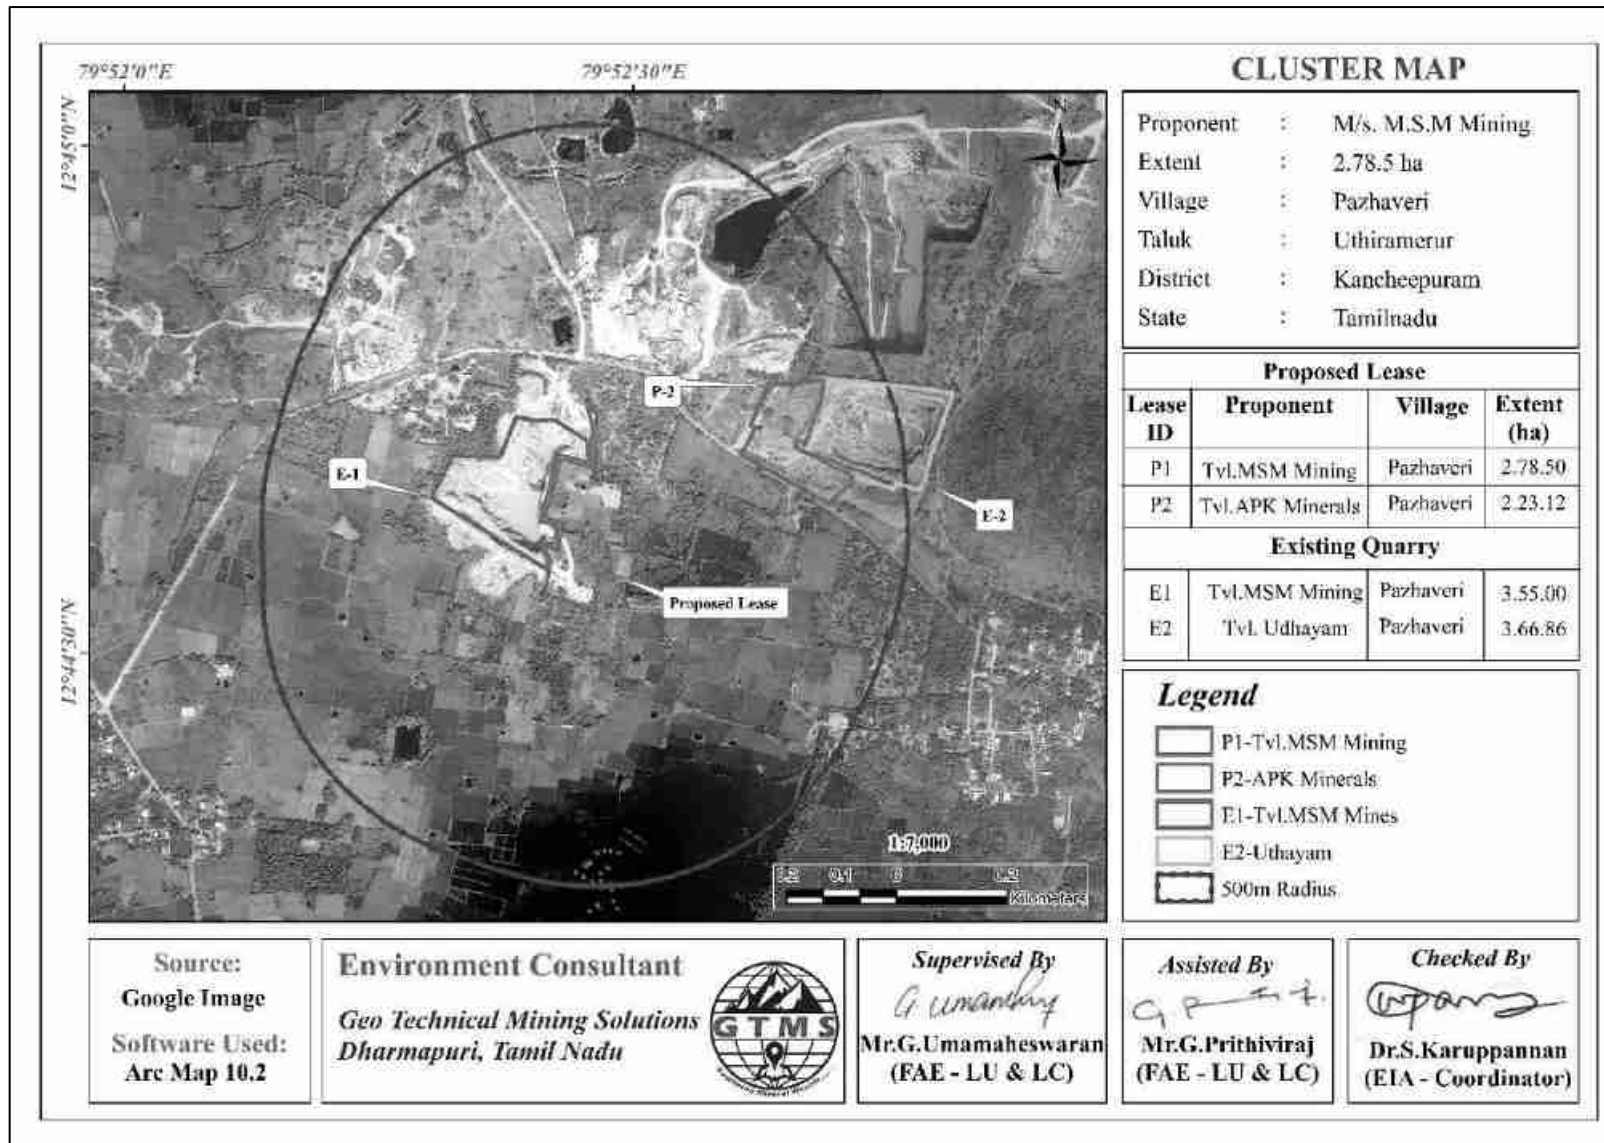 CLUSTER MAP
79°52'0"E
79°52'30"E
12°45'0"N
12°44'30"N
N
P-2
E-1
E-2
Proposed Lease
1:7,000
0.2 0.1 0 0.2
Kilometers
Proponent : M/s. M.S.M Mining
Extent : 2.78.5 ha
Village : Pazhaveri
Taluk : Uthiramerur
District : Kancheepuram
State : Tamilnadu
Proposed Lease
Lease ID Proponent Village Extent (ha)
P1 Tvl.MSM Mining Pazhaveri 2.78.50
P2 Tvl.APK Minerals Pazhaveri 2.23.12
Existing Quarry
E1 Tvl.MSM Mining Pazhaveri 3.55.00
E2 Tvl. Udhayam Pazhaveri 3.66.86
Legend
P1-Tvl.MSM Mining
P2-APK Minerals
E1-Tvl.MSM Mines
E2-Uthayam
500m Radius
Source:
Google Image
Software Used:
Arc Map 10.2
Environment Consultant
Geo Technical Mining Solutions
Dharmapuri, Tamil Nadu
GTMS
Supervised By
G Umamhing
Mr.G.Umamaheswaran
(FAE - LU & LC)
Assisted By
Mr.G.Prithiviraj
(FAE - LU & LC)
Checked By
Dr.S.Karuppannan
(EIA - Coordinator)